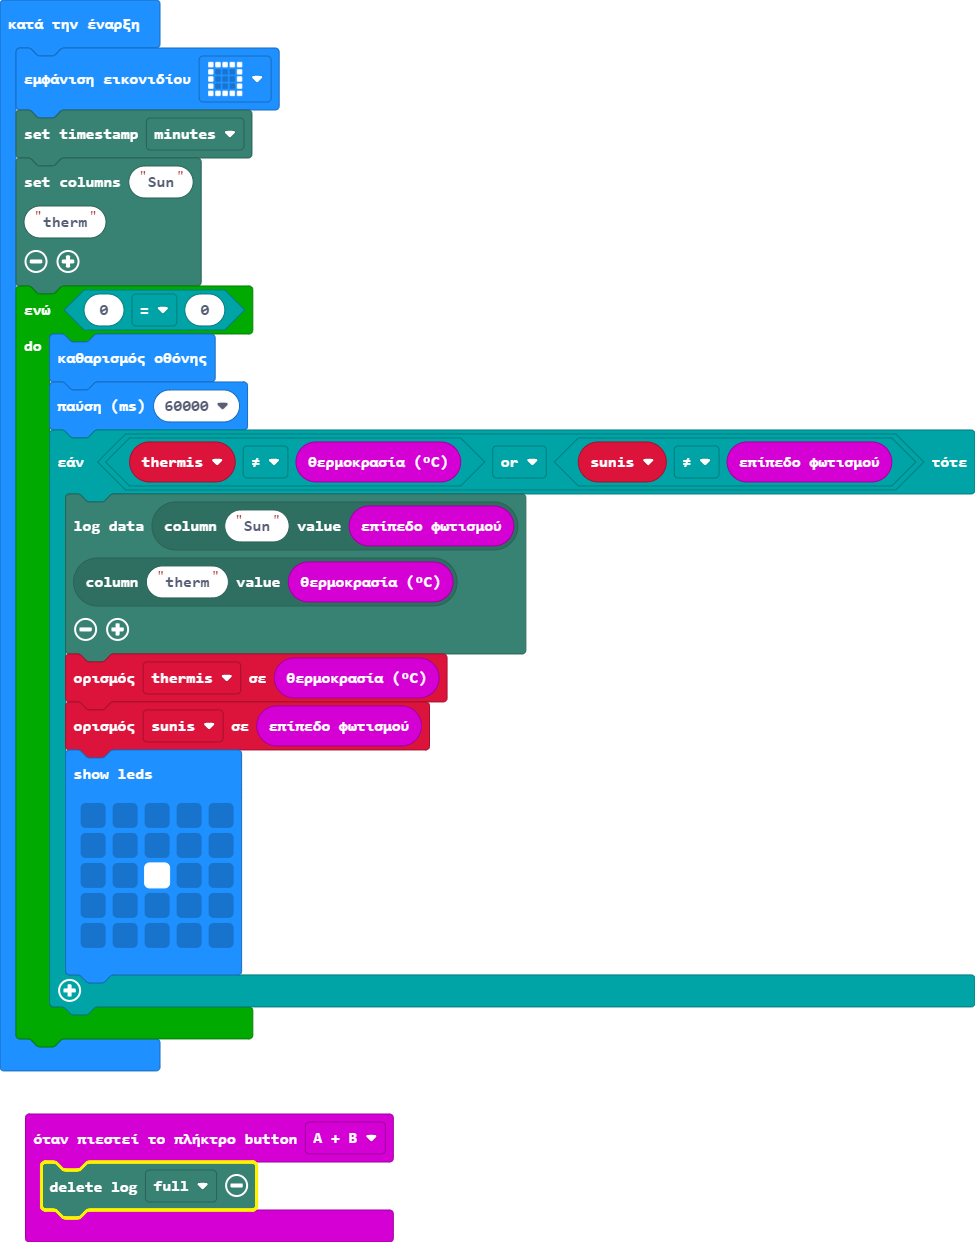 κατά την έναρξη
εμφάνιση εικονιδίου
set timestamp minutes
set columns "Sun"
"therm"
ενώ 0 = 0
do
καθαρισμός οθόνης
παύση (ms) 60000
εάν thermis ≠ θερμοκρασία (ºC) or sunis ≠ επίπεδο φωτισμού τότε
log data column "Sun" value επίπεδο φωτισμού
column "therm" value θερμοκρασία (ºC)
ορισμός thermis σε θερμοκρασία (ºC)
ορισμός sunis σε επίπεδο φωτισμού
show leds
όταν πιεστεί το πλήκτρο button A + B
delete log full